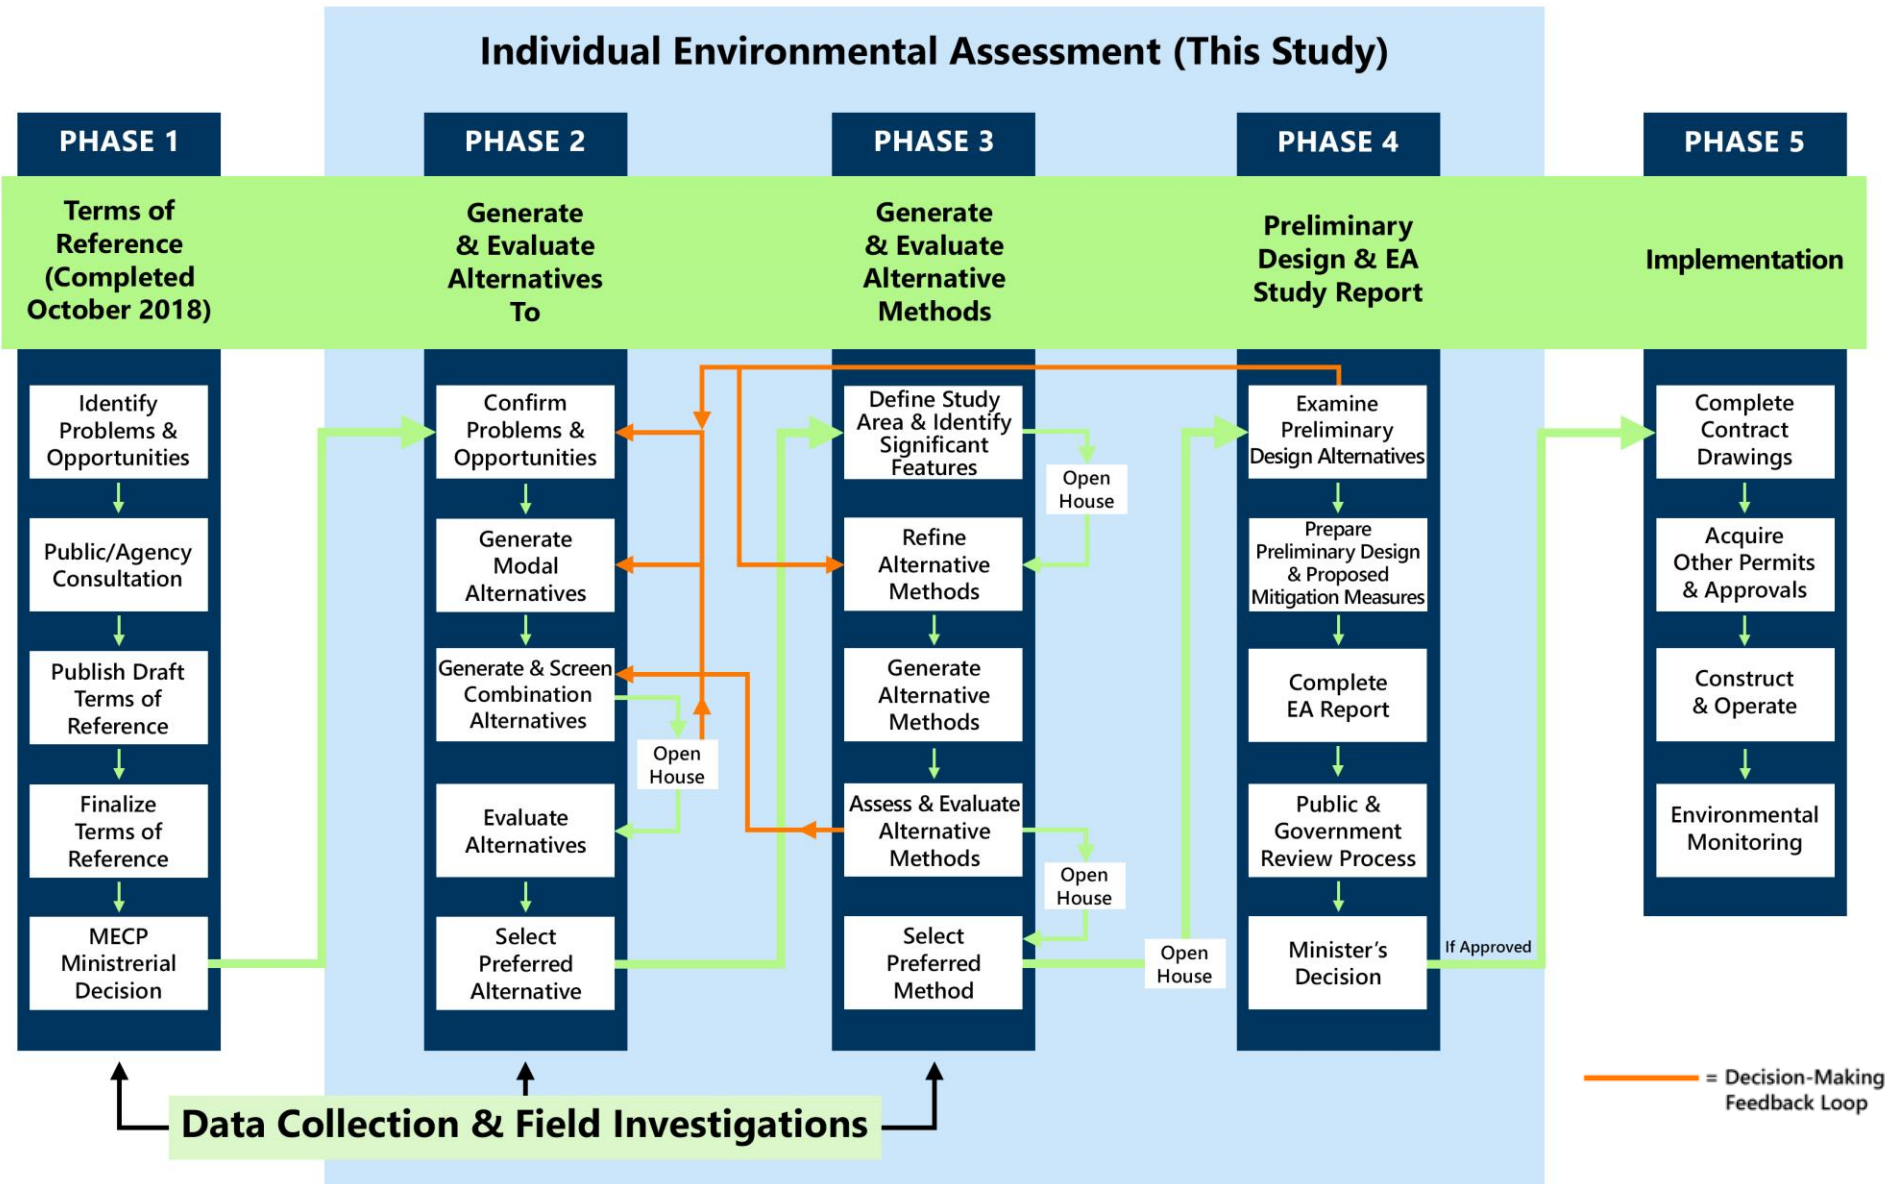 Individual Environmental Assessment (This Study)
PHASE 1
Terms of
Reference
(Completed
October 2018)
Identify
Problems &
Opportunities
Public/Agency
Consultation
Publish Draft
Terms of
Reference
Finalize
Terms of
Reference
MECP
Ministrerial
Decision
PHASE 2
Generate
& Evaluate
Alternatives
To
Confirm
Problems &
Opportunities
Generate
Modal
Alternatives
Generate & Screen
Combination
Alternatives
Open
House
Evaluate
Alternatives
Select
Preferred
Alternative
PHASE 3
Generate
& Evaluate
Alternative
Methods
Define Study
Area & Identify
Significant
Features
Open
House
Refine
Alternative
Methods
Generate
Alternative
Methods
Assess & Evaluate
Alternative
Methods
Open
House
Select
Preferred
Method
Open
House
PHASE 4
Preliminary
Design & EA
Study Report
Examine
Preliminary
Design Alternatives
Prepare
Preliminary Design
& Proposed
Mitigation Measures
Complete
EA Report
Public &
Government
Review Process
Minister's
Decision
If Approved
PHASE 5
Implementation
Complete
Contract
Drawings
Acquire
Other Permits
& Approvals
Construct
& Operate
Environmental
Monitoring
Data Collection & Field Investigations
= Decision-Making
Feedback Loop